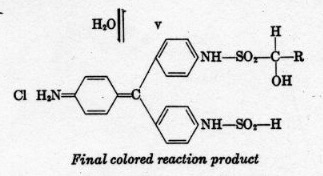 H₂O v
H
NH—SO₂—C—R
OH
Cl H₂N= =C
NH—SO₂—H
Final colored reaction product